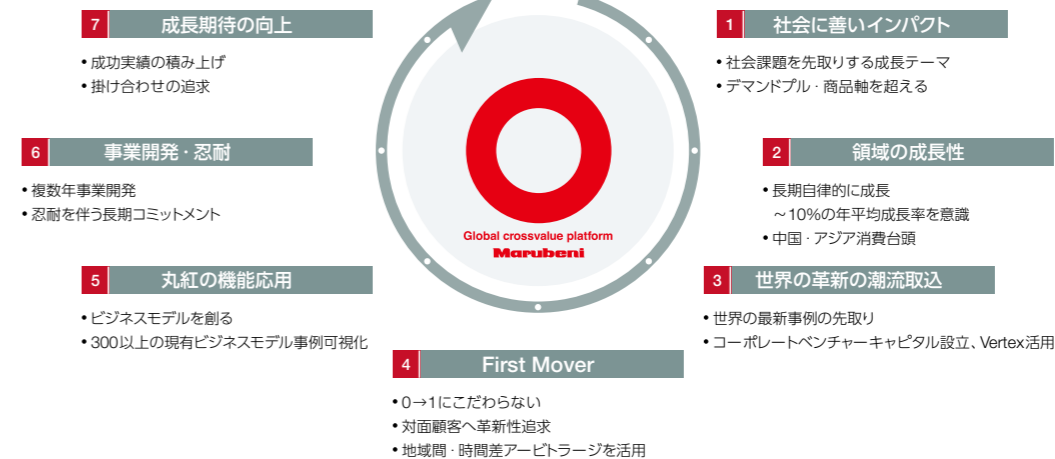 1 社会に善いインパクト
• 社会課題を先取りする成長テーマ
• デマンドプル・商品軸を超える
2 領域の成長性
• 長期自律的に成長
～10%の年平均成長率を意識
• 中国・アジア消費台頭
3 世界の革新の潮流取込
• 世界の最新事例の先取り
• コーポレートベンチャーキャピタル設立、Vertex活用
4 First Mover
• 0→1にこだわらない
• 対面顧客へ革新性追求
• 地域間・時間差アービトラージを活用
5 丸紅の機能応用
• ビジネスモデルを創る
• 300以上の現有ビジネスモデル事例可視化
6 事業開発・忍耐
• 複数年事業開発
• 忍耐を伴う長期コミットメント
7 成長期待の向上
• 成功実績の積み上げ
• 掛け合わせの追求
Global crossvalue platform
Marubeni